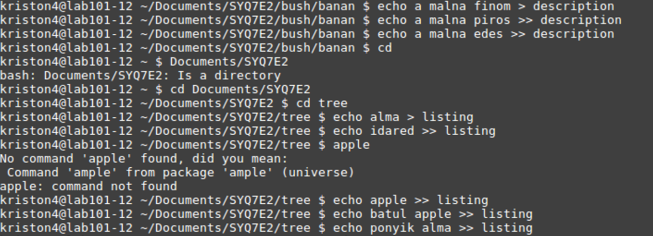 kriston4@lab101-12 ~/Documents/SYQ7E2/bush/banan $ echo a malna finom > description
kriston4@lab101-12 ~/Documents/SYQ7E2/bush/banan $ echo a malna piros >> description
kriston4@lab101-12 ~/Documents/SYQ7E2/bush/banan $ echo a malna edes >> description
kriston4@lab101-12 ~/Documents/SYQ7E2/bush/banan $ cd
kriston4@lab101-12 ~ $ Documents/SYQ7E2
bash: Documents/SYQ7E2: Is a directory
kriston4@lab101-12 ~ $ cd Documents/SYQ7E2
kriston4@lab101-12 ~/Documents/SYQ7E2 $ cd tree
kriston4@lab101-12 ~/Documents/SYQ7E2/tree $ echo alma > listing
kriston4@lab101-12 ~/Documents/SYQ7E2/tree $ echo idared >> listing
kriston4@lab101-12 ~/Documents/SYQ7E2/tree $ apple
No command 'apple' found, did you mean:
 Command 'ample' from package 'ample' (universe)
apple: command not found
kriston4@lab101-12 ~/Documents/SYQ7E2/tree $ echo apple >> listing
kriston4@lab101-12 ~/Documents/SYQ7E2/tree $ echo batul apple >> listing
kriston4@lab101-12 ~/Documents/SYQ7E2/tree $ echo ponyik alma >> listing